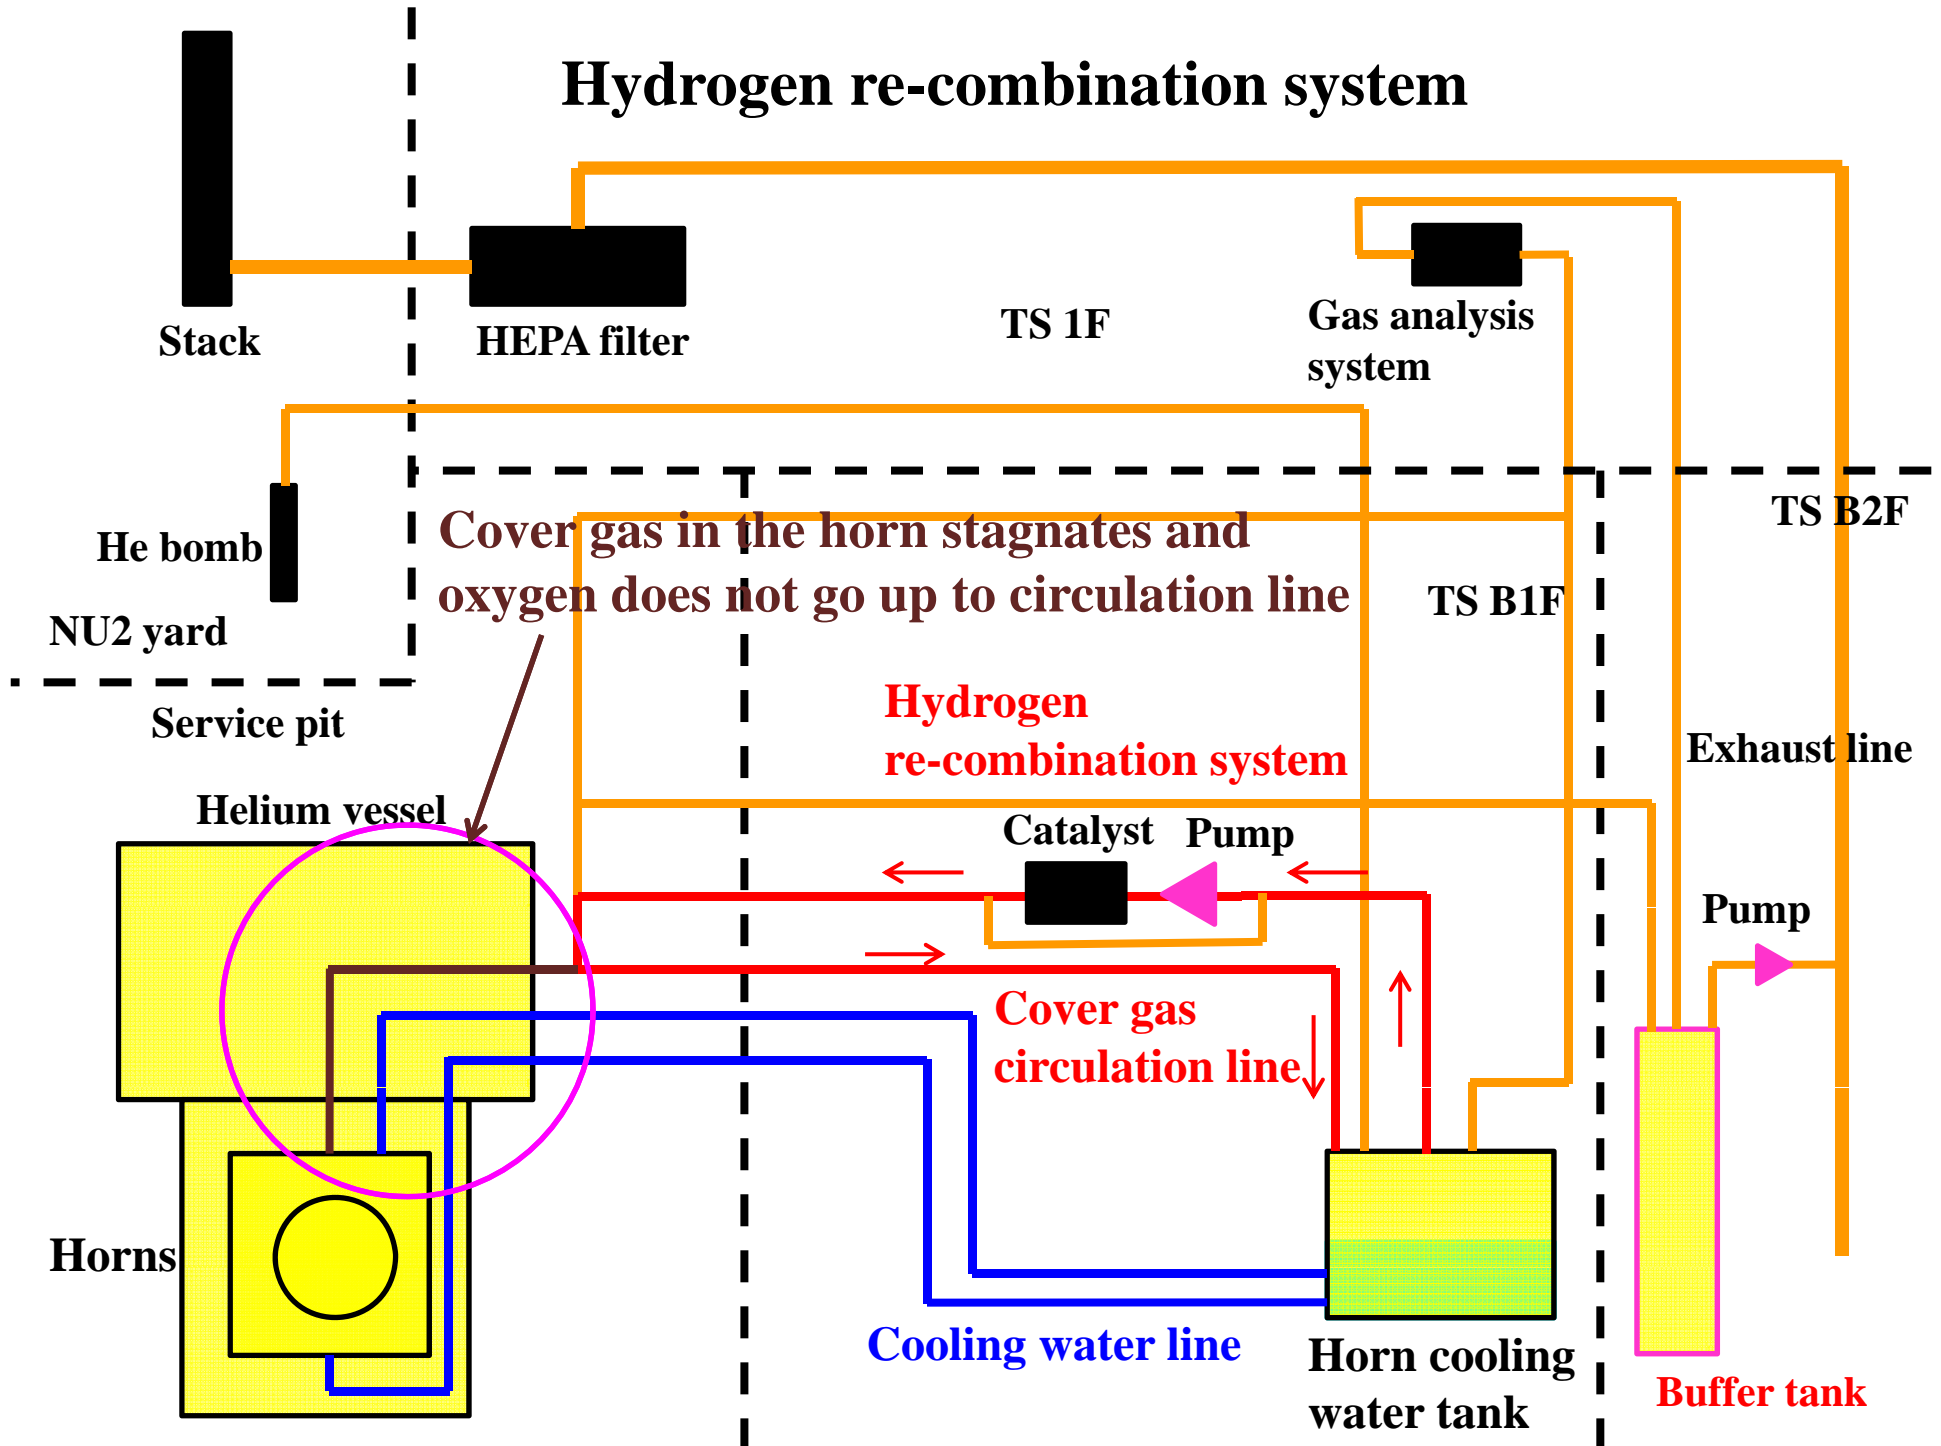 Hydrogen re-combination system
Stack
HEPA filter
TS 1F
Gas analysis
system
He bomb
NU2 yard
Cover gas in the horn stagnates and
oxygen does not go up to circulation line
TS B1F
TS B2F
Service pit
Hydrogen
re-combination system
Exhaust line
Helium vessel
Catalyst
Pump
Pump
Cover gas
circulation line
Horns
Cooling water line
Horn cooling
water tank
Buffer tank